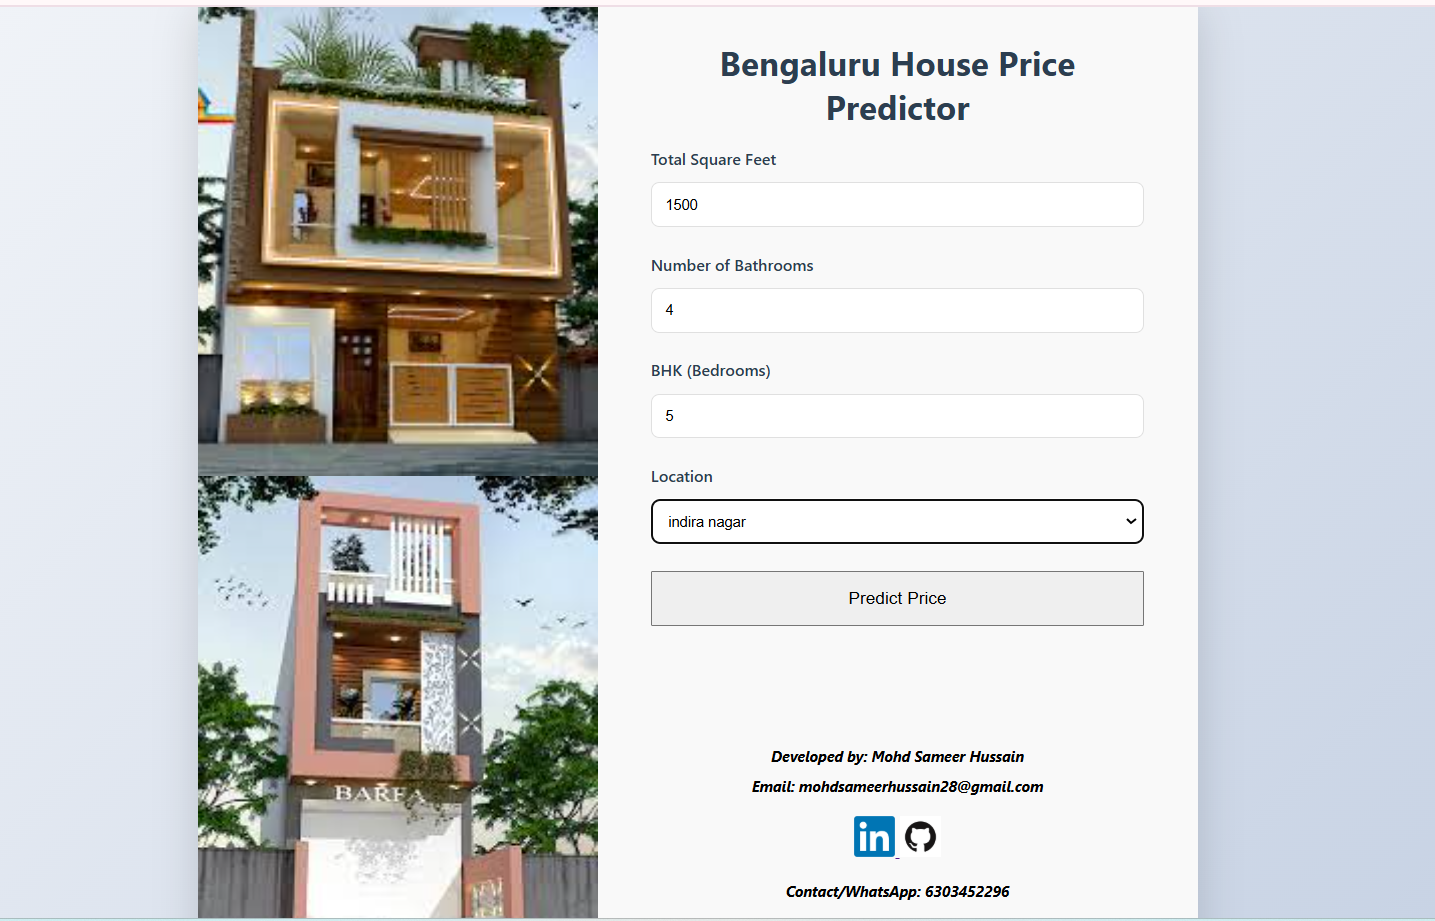 Bengaluru House Price
Predictor
Total Square Feet
1500
Number of Bathrooms
4
BHK (Bedrooms)
5
Location
indira nagar
Predict Price
Developed by: Mohd Sameer Hussain
Email: mohdsameerhussain28@gmail.com
in
Contact/WhatsApp: 6303452296